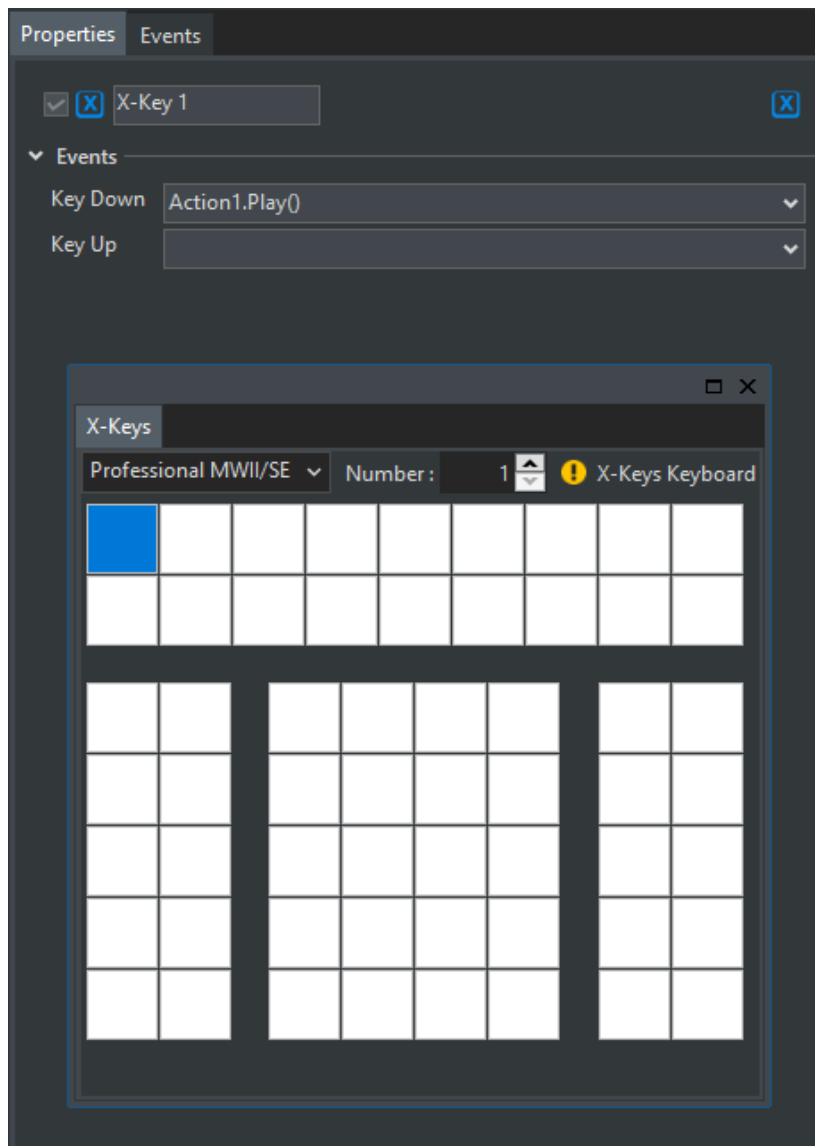 Properties Events
X X-Key 1 X
Events
Key Down Action1.Play()
Key Up
X-Keys
Professional MWII/SE Number : 1 ! X-Keys Keyboard